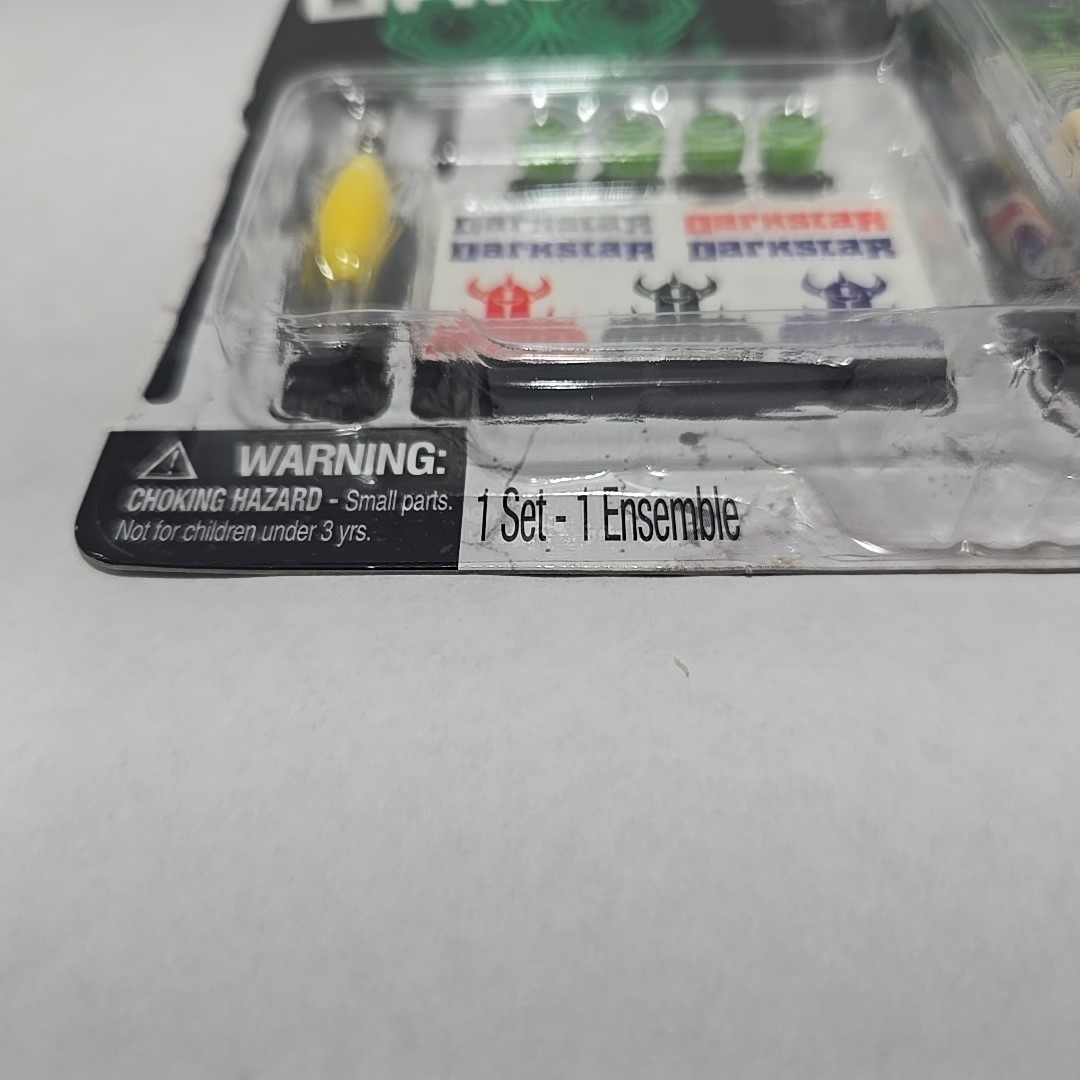 DARKSTAR DARKSTAR
DARKSTAR DARKSTAR
WARNING:
CHOKING HAZARD - Small parts.
Not for children under 3 yrs.
1 Set - 1 Ensemble